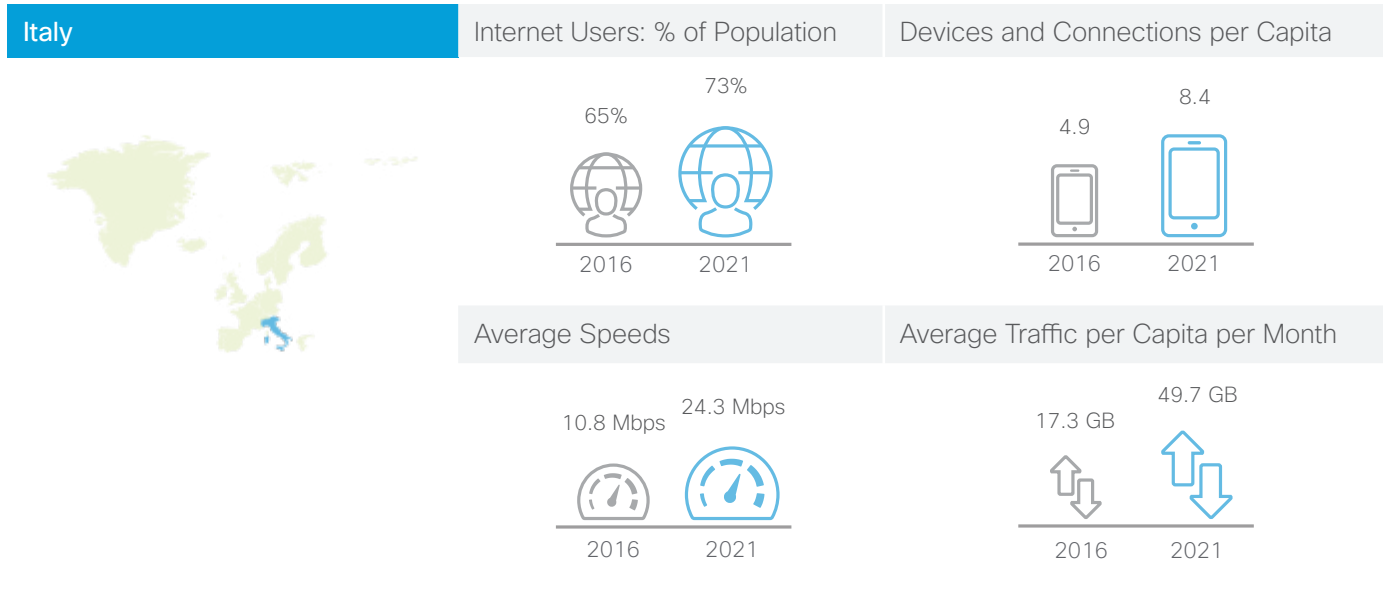 Italy
Internet Users: % of Population
Devices and Connections per Capita
65%
73%
2016
2021
4.9
8.4
2016
2021
Average Speeds
Average Traffic per Capita per Month
10.8 Mbps
24.3 Mbps
2016
2021
17.3 GB
49.7 GB
2016
2021